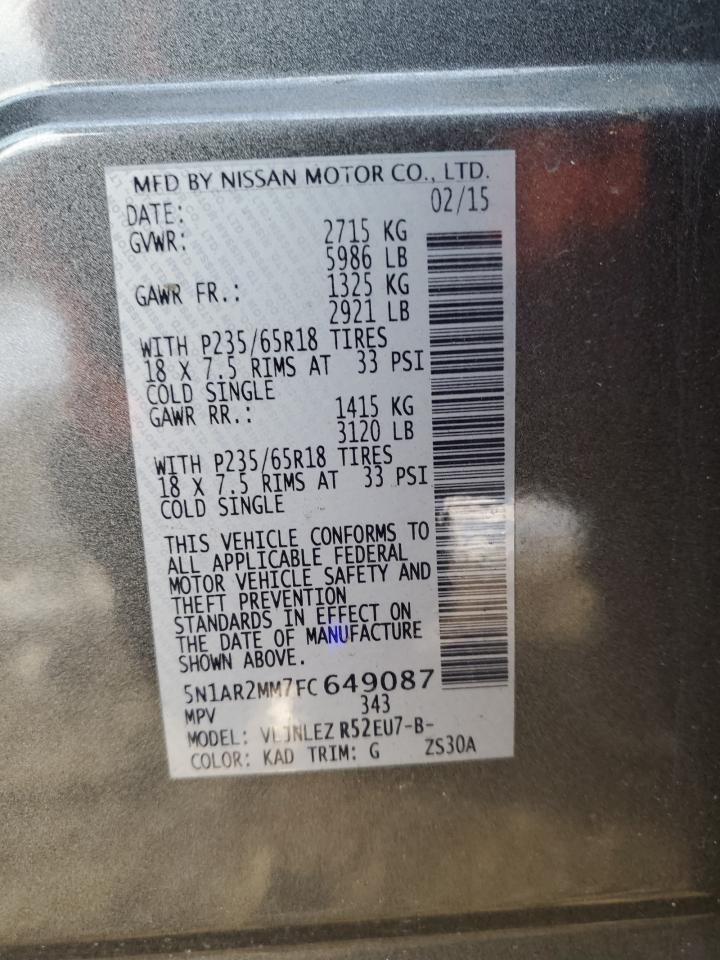 MFD BY NISSAN MOTOR CO., LTD.
DATE: 02/15
GVWR: 2715 KG
5986 LB
GAWR FR.: 1325 KG
2921 LB
WITH P235/65R18 TIRES
18 X 7.5 RIMS AT 33 PSI
COLD SINGLE
GAWR RR.: 1415 KG
3120 LB
WITH P235/65R18 TIRES
18 X 7.5 RIMS AT 33 PSI
COLD SINGLE
THIS VEHICLE CONFORMS TO
ALL APPLICABLE FEDERAL
MOTOR VEHICLE SAFETY AND
THEFT PREVENTION
STANDARDS IN EFFECT ON
THE DATE OF MANUFACTURE
SHOWN ABOVE.
5N1AR2MM7FC649087
MPV 343
MODEL: R52EU7-B-
COLOR: KAD TRIM: G ZS30A